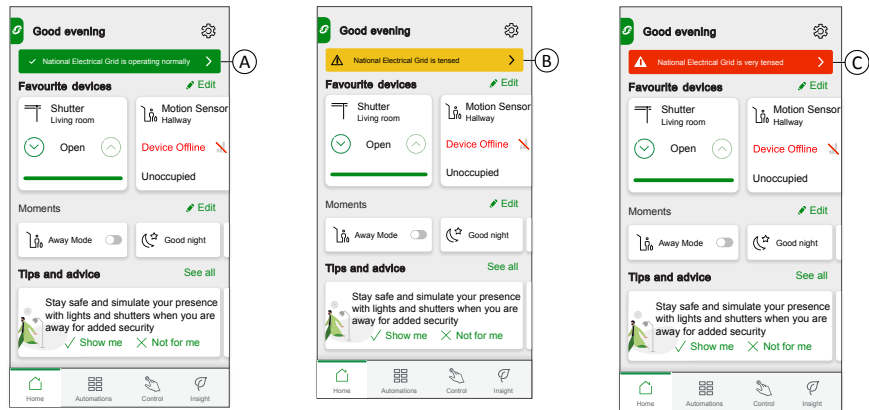 Good evening
National Electrical Grid is operating normally
A
Favourite devices
Edit
Shutter
Living room
Motion Sensor
Hallway
Open
Device Offline
Unoccupied
Moments
Edit
Away Mode
Good night
Tips and advice
See all
Stay safe and simulate your presence
with lights and shutters when you are
away for added security
Show me
Not for me
Home
Automations
Control
Insight
Good evening
National Electrical Grid is tensed
B
Favourite devices
Edit
Shutter
Living room
Motion Sensor
Hallway
Open
Device Offline
Unoccupied
Moments
Edit
Away Mode
Good night
Tips and advice
See all
Stay safe and simulate your presence
with lights and shutters when you are
away for added security
Show me
Not for me
Home
Automations
Control
Insight
Good evening
National Electrical Grid is very tensed
C
Favourite devices
Edit
Shutter
Living room
Motion Sensor
Hallway
Open
Device Offline
Unoccupied
Moments
Edit
Away Mode
Good night
Tips and advice
See all
Stay safe and simulate your presence
with lights and shutters when you are
away for added security
Show me
Not for me
Home
Automations
Control
Insight